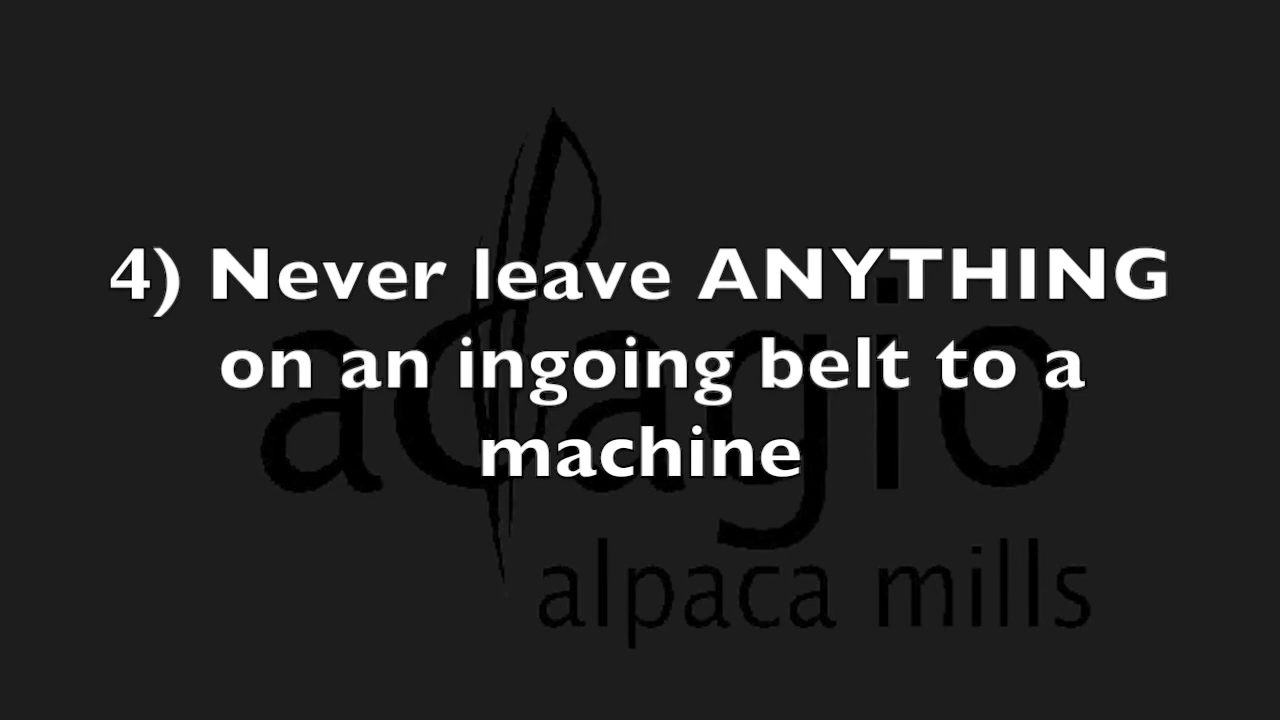 4) Never leave ANYTHING
on an ingoing belt to a
machine
adagio
alpaca mills